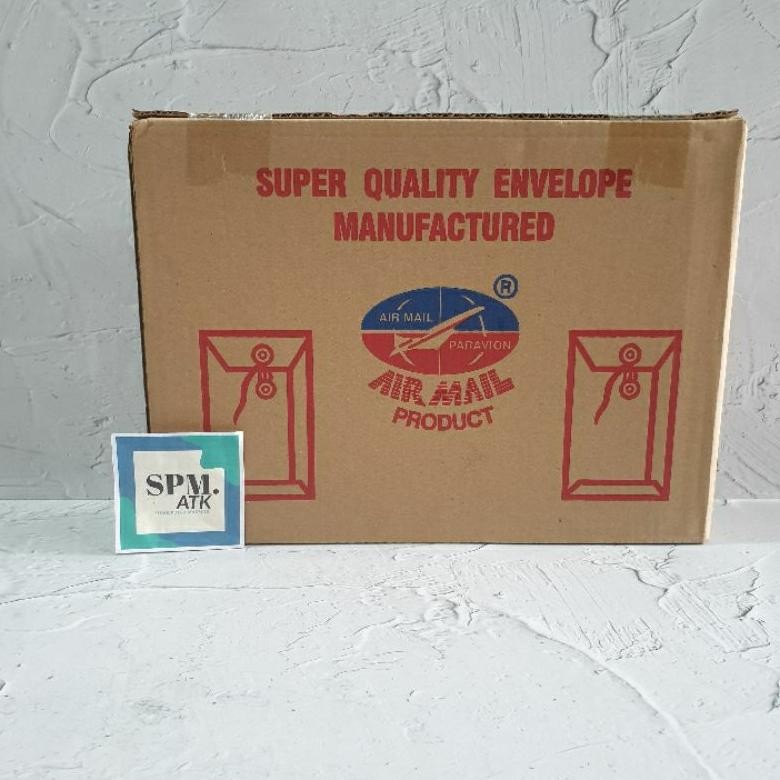 SUPER QUALITY ENVELOPE
MANUFACTURED
®
AIR MAIL
PARAVION
AIR MAIL
PRODUCT
SPM.
ATK